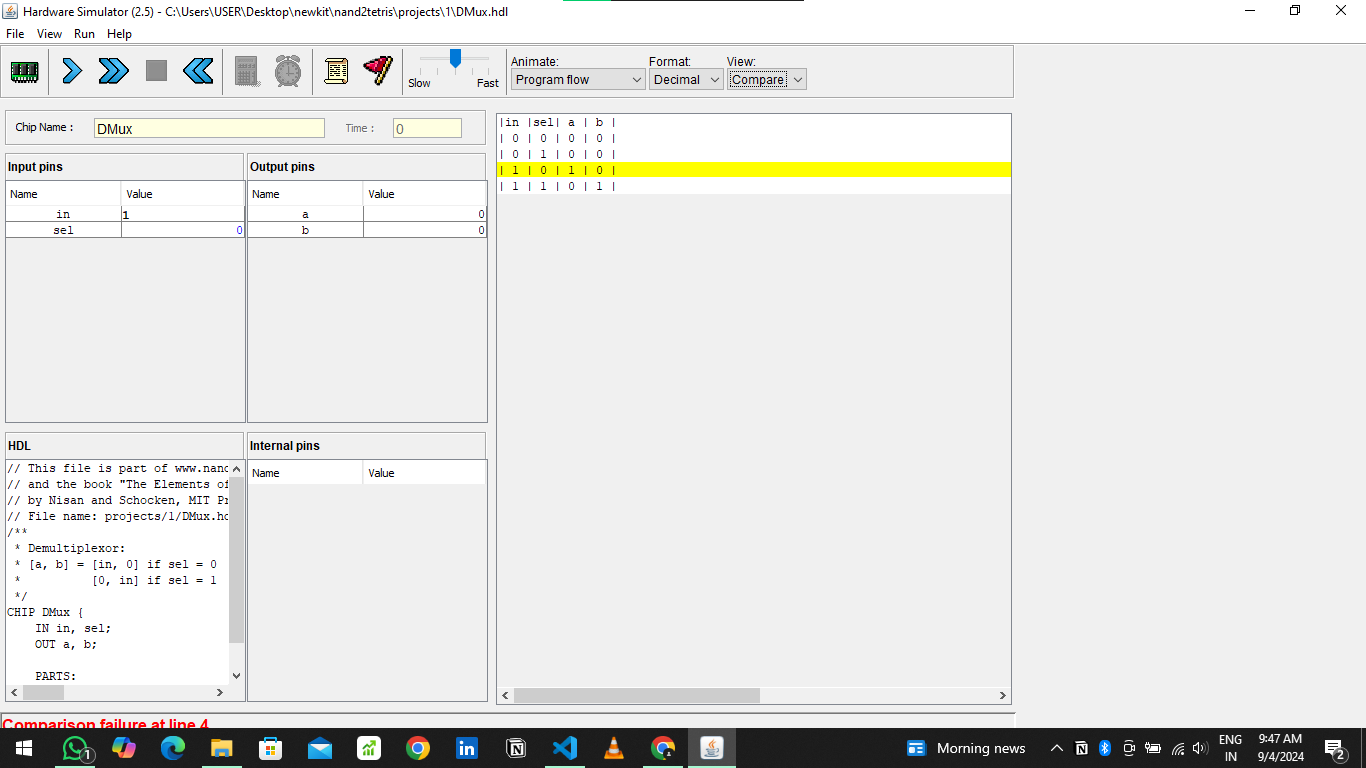 Hardware Simulator (2.5) - C:\Users\USER\Desktop\newkit\nand2tetris\projects\1\DMux.hdl
File View Run Help
Animate: Format: View:
Slow Fast Program flow Decimal Compare
Chip Name : DMux Time : 0
Input pins Output pins
Name Value Name Value
in 1 a 0
sel 0 b 0
|in |sel| a | b |
| 0 | 0 | 0 | 0 |
| 0 | 1 | 0 | 0 |
| 1 | 0 | 1 | 0 |
| 1 | 1 | 0 | 1 |
HDL Internal pins
Name Value
// This file is part of www.nand
// and the book "The Elements of
// by Nisan and Schocken, MIT Pr
// File name: projects/1/DMux.hd
/**
* Demultiplexor:
* [a, b] = [in, 0] if sel = 0
* [0, in] if sel = 1
*/
CHIP DMux {
IN in, sel;
OUT a, b;
PARTS:
Comparison failure at line 4
1 Morning news ENG IN 9:47 AM 9/4/2024 2